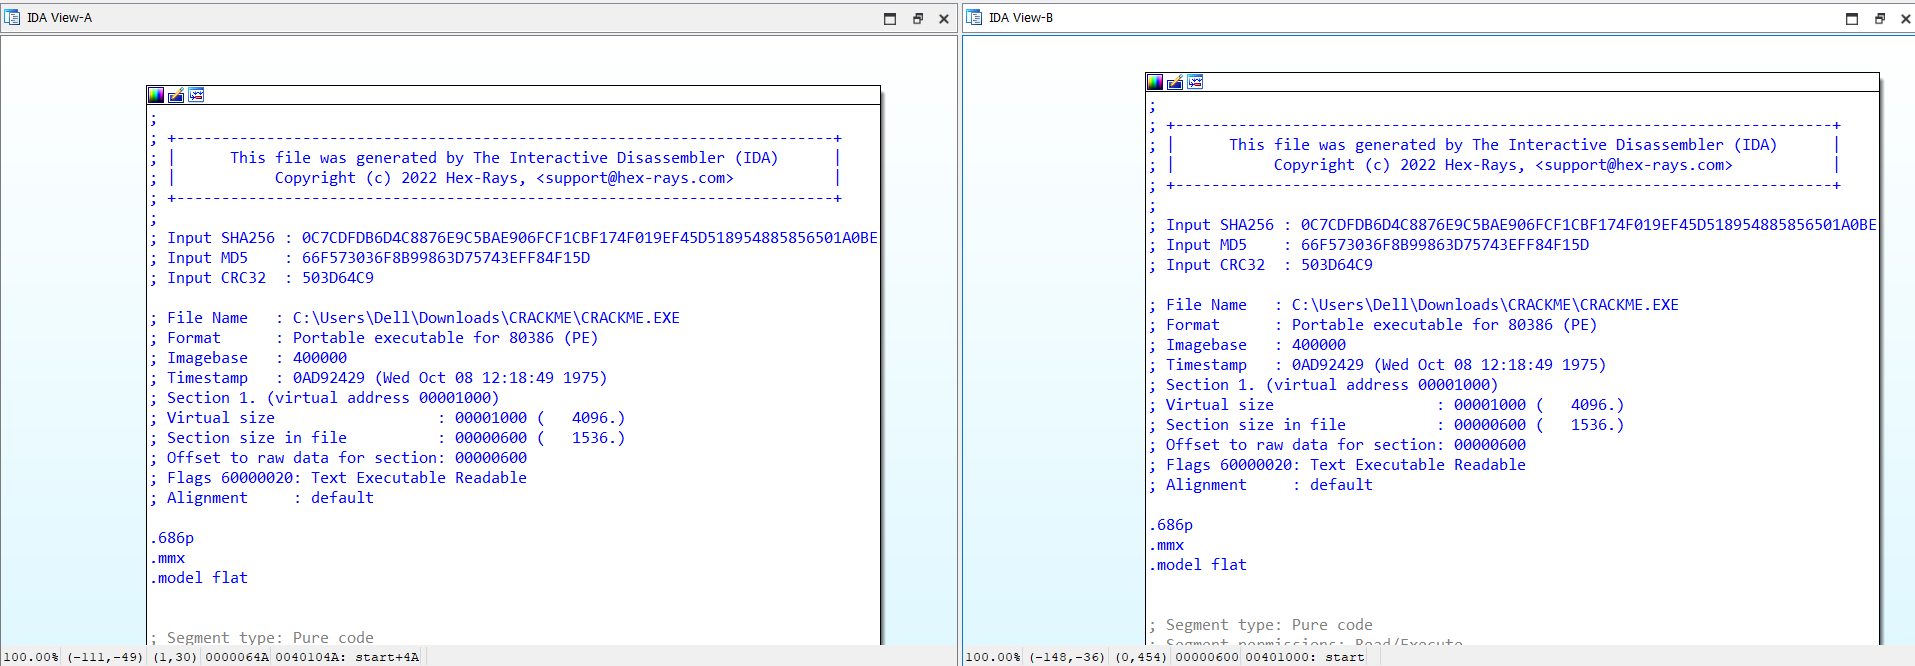 IDA View-A
;
; +-------------------------------------------------------------------------+
; |      This file was generated by The Interactive Disassembler (IDA)      |
; |           Copyright (c) 2022 Hex-Rays, <support@hex-rays.com>           |
; +-------------------------------------------------------------------------+
;
; Input SHA256 : 0C7CDFDB6D4C8876E9C5BAE906FCF1CBF174F019EF45D518954885856501A0BE
; Input MD5    : 66F573036F8B99863D75743EFF84F15D
; Input CRC32  : 503D64C9
; File Name   : C:\Users\Dell\Downloads\CRACKME\CRACKME.EXE
; Format      : Portable executable for 80386 (PE)
; Imagebase   : 400000
; Timestamp   : 0AD92429 (Wed Oct 08 12:18:49 1975)
; Section 1. (virtual address 00001000)
; Virtual size                  : 00001000 (   4096.)
; Section size in file          : 00000600 (   1536.)
; Offset to raw data for section: 00000600
; Flags 60000020: Text Executable Readable
; Alignment     : default
.686p
.mmx
.model flat
; Segment type: Pure code
100.00% (-111,-49) (1,30) 0000064A 0040104A: start+4A
IDA View-B
;
; +-------------------------------------------------------------------------+
; |      This file was generated by The Interactive Disassembler (IDA)      |
; |           Copyright (c) 2022 Hex-Rays, <support@hex-rays.com>           |
; +-------------------------------------------------------------------------+
;
; Input SHA256 : 0C7CDFDB6D4C8876E9C5BAE906FCF1CBF174F019EF45D518954885856501A0BE
; Input MD5    : 66F573036F8B99863D75743EFF84F15D
; Input CRC32  : 503D64C9
; File Name   : C:\Users\Dell\Downloads\CRACKME\CRACKME.EXE
; Format      : Portable executable for 80386 (PE)
; Imagebase   : 400000
; Timestamp   : 0AD92429 (Wed Oct 08 12:18:49 1975)
; Section 1. (virtual address 00001000)
; Virtual size                  : 00001000 (   4096.)
; Section size in file          : 00000600 (   1536.)
; Offset to raw data for section: 00000600
; Flags 60000020: Text Executable Readable
; Alignment     : default
.686p
.mmx
.model flat
; Segment type: Pure code
; Segment permissions: Read/Execute
100.00% (-148,-36) (0,454) 00000600 00401000: start